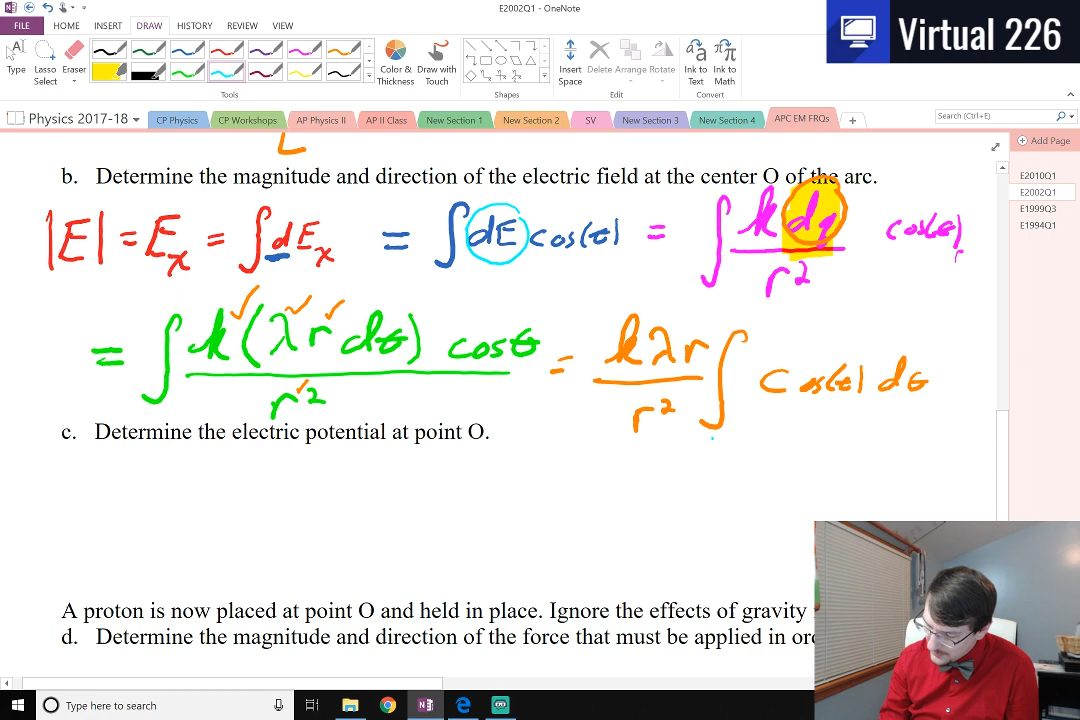 E2002Q1 - OneNote
Virtual 226
FILE HOME INSERT DRAW HISTORY REVIEW VIEW
Type Lasso Select Eraser Color & Thickness Draw with Touch Insert Space Delete Arrange Rotate Ink to Text Ink to Math
Tools Shapes Edit Convert
Physics 2017-18 CP Physics CP Workshops AP Physics II AP II Class New Section 1 New Section 2 SV New Section 3 New Section 4 APC EM FRQs Search (Ctrl+E)
Add Page
E2010Q1
E2002Q1
E1999Q3
E1994Q1
L
b. Determine the magnitude and direction of the electric field at the center O of the arc.
|E| = Eₓ = ∫dEₓ = ∫dE cos(θ) = ∫ k dq / r² cos(θ)
= ∫ k(λ r dθ) cosθ / r² = kλr / r² ∫ cos(θ) dθ
c. Determine the electric potential at point O.
A proton is now placed at point O and held in place. Ignore the effects of gravity
d. Determine the magnitude and direction of the force that must be applied in or
Type here to search